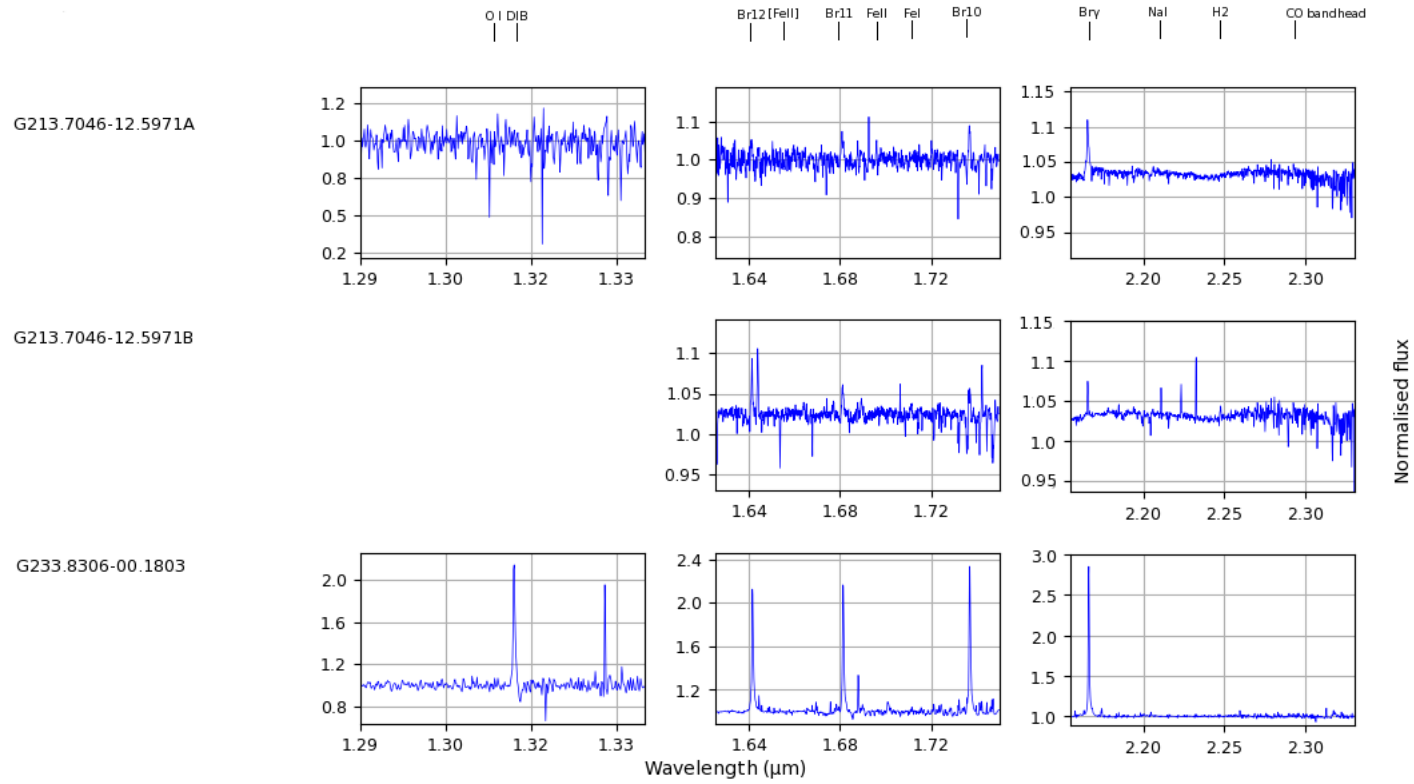 O I DIB Br12 [FeII] Br11 FeII FeI Br10 Brγ NaI H2 CO bandhead
G213.7046-12.5971A
1.2
1.0
0.8
0.5
0.2
1.29 1.30 1.32 1.33
1.1
1.0
0.9
0.8
1.64 1.68 1.72
1.15
1.10
1.05
1.00
0.95
2.20 2.25 2.30
G213.7046-12.5971B
1.1
1.05
1.0
0.95
1.64 1.68 1.72
1.15
1.10
1.05
1.0
0.95
2.20 2.25 2.30
Normalised flux
G233.8306-00.1803
2.0
1.6
1.2
0.8
1.29 1.30 1.32 1.33
2.4
2.0
1.6
1.2
1.64 1.68 1.72
3.0
2.5
2.0
1.5
1.0
2.20 2.25 2.30
Wavelength (μm)